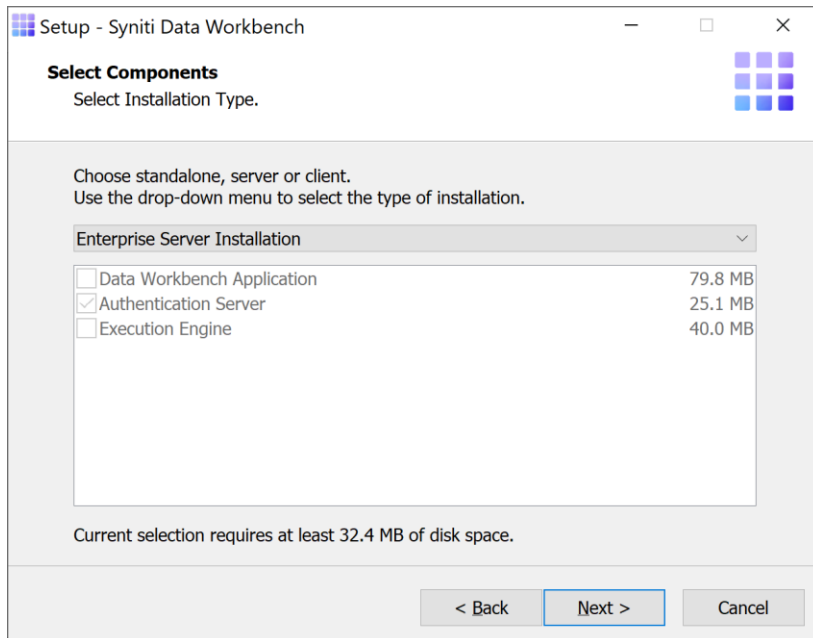 Setup - Syniti Data Workbench
Select Components
Select Installation Type.
Choose standalone, server or client.
Use the drop-down menu to select the type of installation.
Enterprise Server Installation
Data Workbench Application 79.8 MB
Authentication Server 25.1 MB
Execution Engine 40.0 MB
Current selection requires at least 32.4 MB of disk space.
< Back Next > Cancel